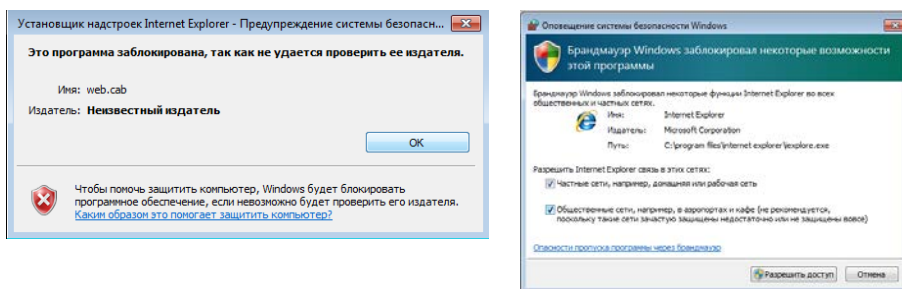 Установщик надстроек Internet Explorer - Предупреждение системы безопасн...
Это программа заблокирована, так как не удается проверить ее издателя.
Имя: web.cab
Издатель: Неизвестный издатель
OK
Чтобы помочь защитить компьютер, Windows будет блокировать
программное обеспечение, если невозможно будет проверить его издателя.
Каким образом это помогает защитить компьютер?
Оповещение системы безопасности Windows
Брандмауэр Windows заблокировал некоторые возможности
этой программы
Брандмауэр Windows заблокировал некоторые функции Internet Explorer во всех
общественных и частных сетях.
Имя: Internet Explorer
Издатель: Microsoft Corporation
Путь: C:\program files\internet explorer\iexplore.exe
Разрешить Internet Explorer связь в этих сетях:
Частные сети, например, домашняя или рабочая сеть
Общественные сети, например, в аэропортах и кафе (не рекомендуется,
поскольку такие сети зачастую защищены недостаточно или не защищены вовсе)
Опасности пропуска программы через брандмауэр
Разрешить доступ
Отмена